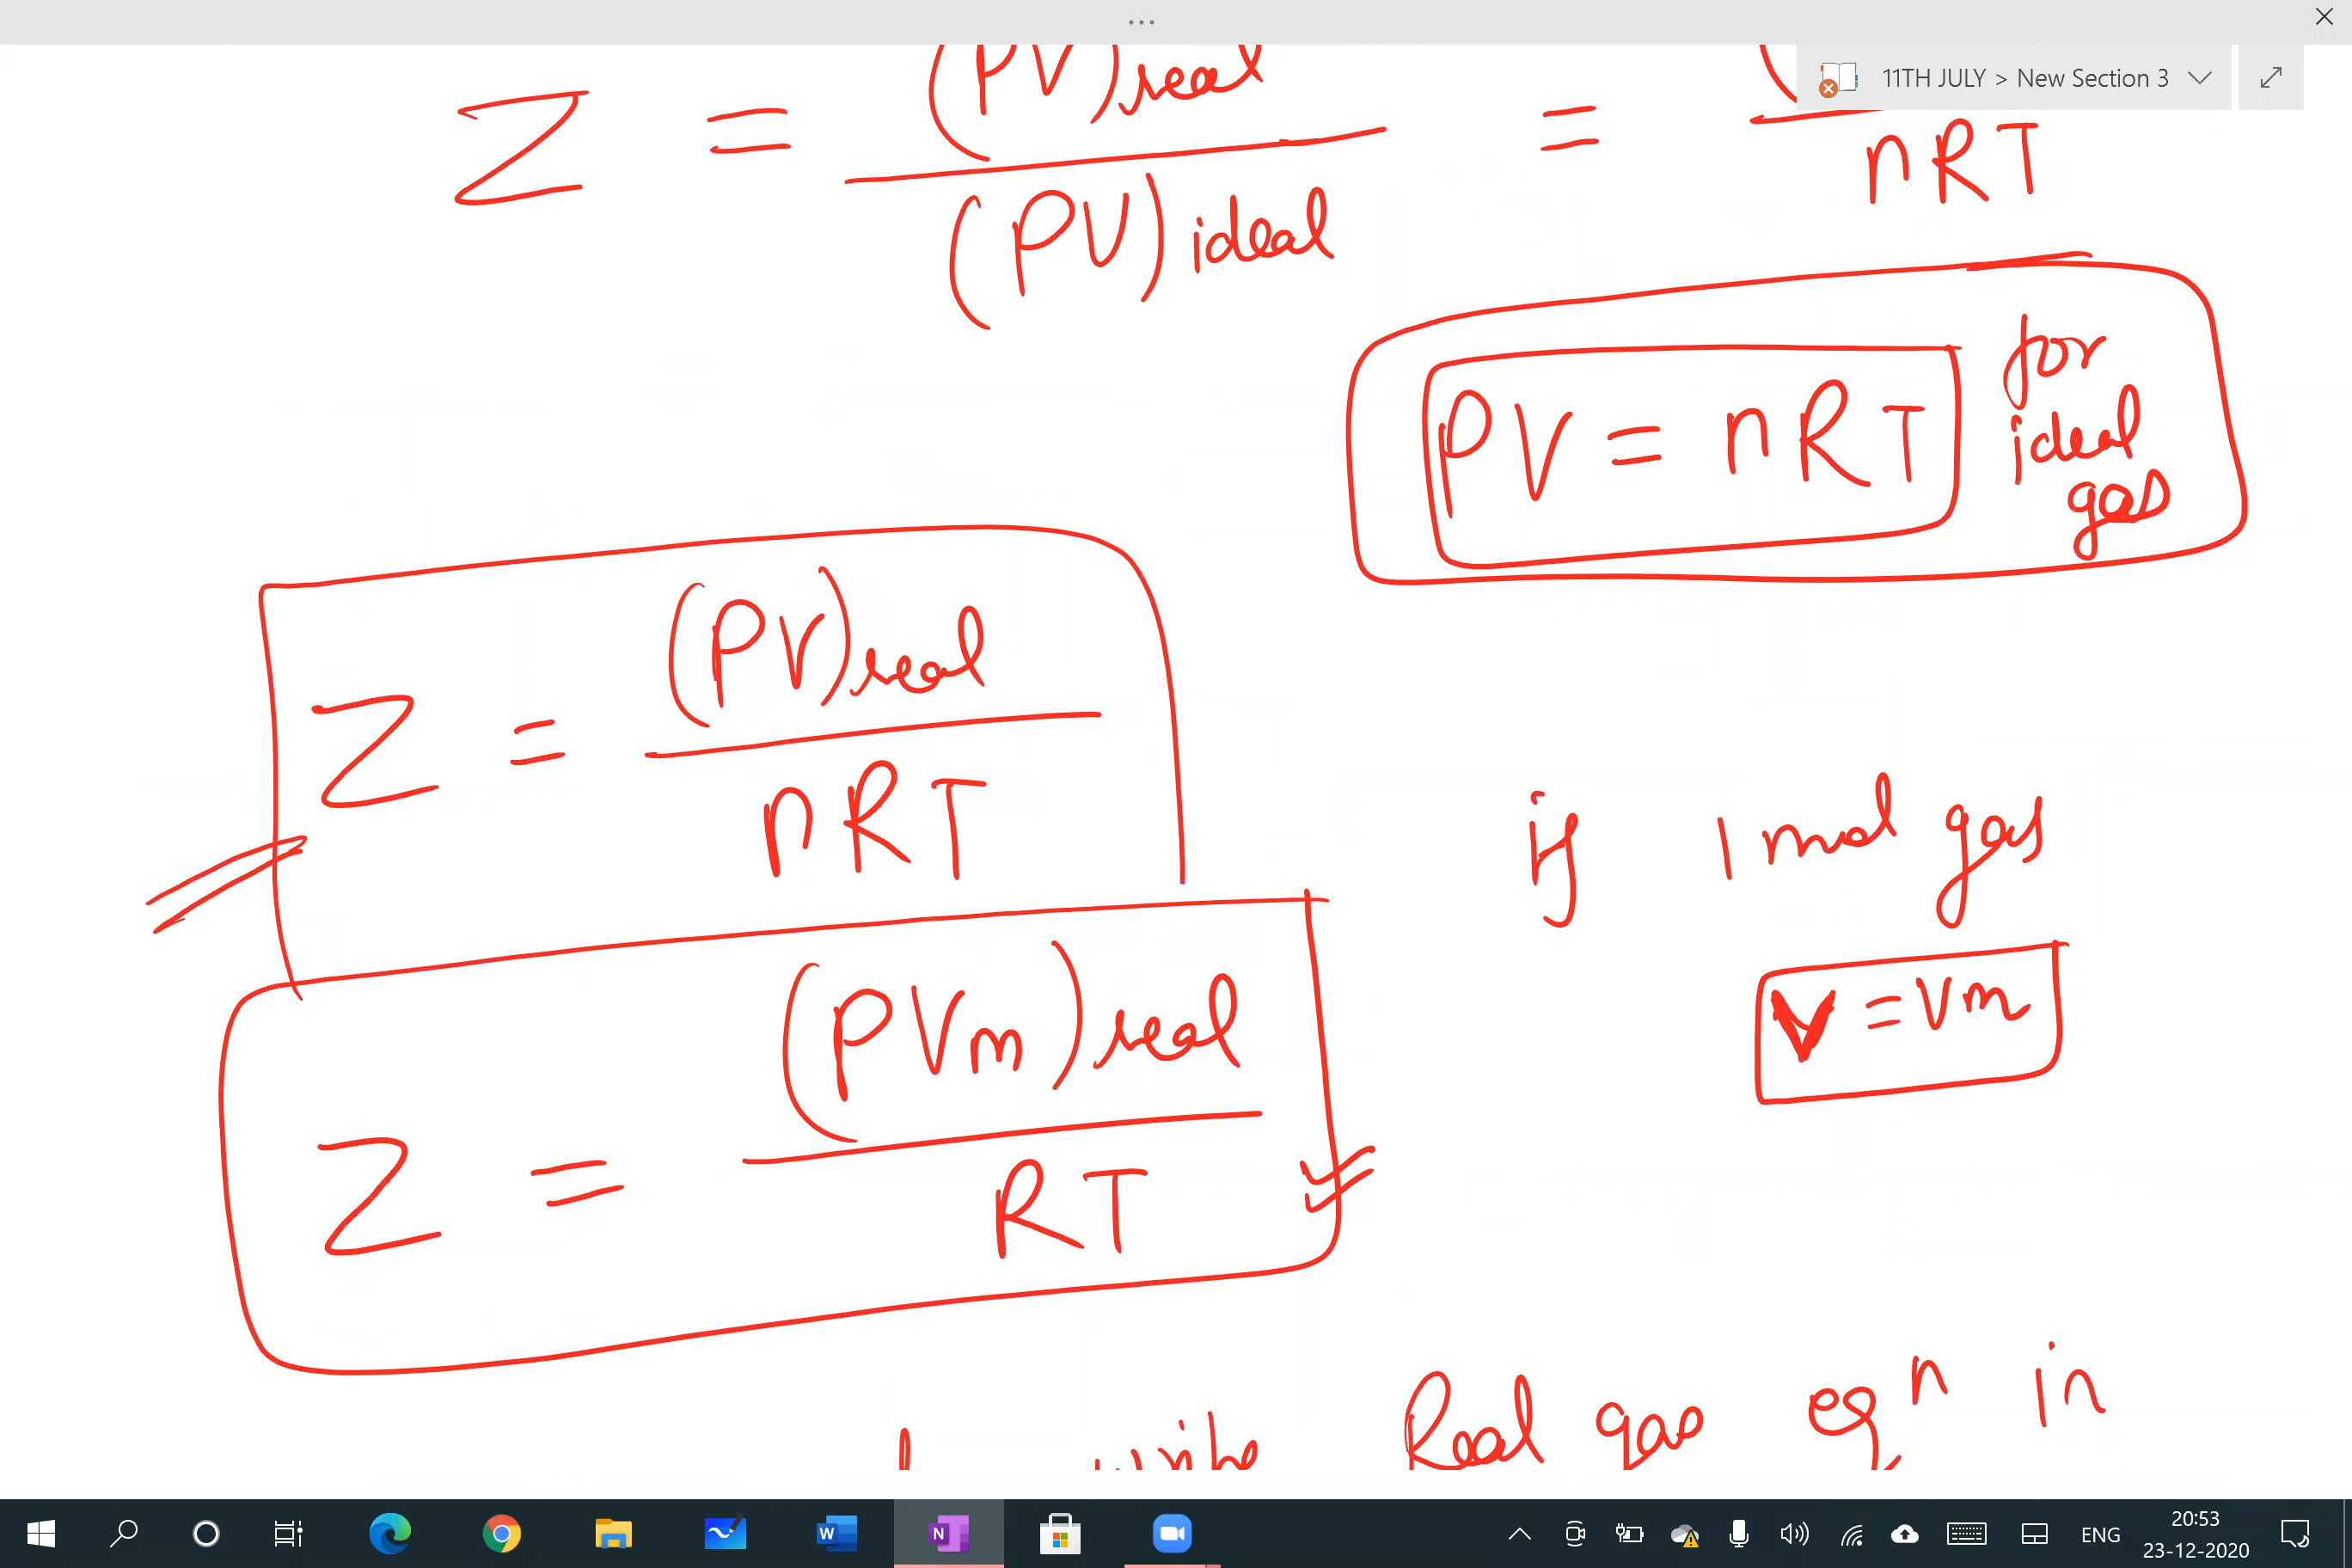 ...
11TH JULY > New Section 3
Z = (PV)real / (PV)ideal = ( / nRT
PV = nRT for ideal gas
Z = (PV)real / nRT
if 1 mol gas
V = Vm
Z = (PVm)real / RT
write Real gas eqn in
W N
ENG
20:53
23-12-2020